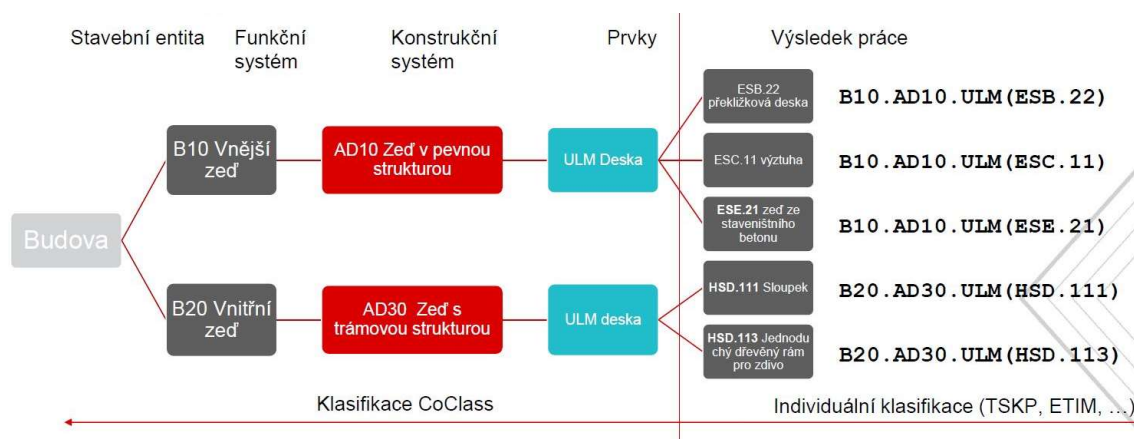 Stavební entita
Funkční
systém
Konstrukční
systém
Prvky
Výsledek práce
Budova
B10 Vnější
zeď
AD10 Zeď v pevnou
strukturou
ULM Deska
ESB.22
překližková deska
B10.AD10.ULM(ESB.22)
ESC.11 výztuha
B10.AD10.ULM(ESC.11)
ESE.21 zeď ze
staveništního
betonu
B10.AD10.ULM(ESE.21)
B20 Vnitřní
zeď
AD30 Zeď s
trámovou strukturou
ULM deska
HSD.111 Sloupek
B20.AD30.ULM(HSD.111)
HSD.113 Jednodu
chý dřevěný rám
pro zdivo
B20.AD30.ULM(HSD.113)
Klasifikace CoClass
Individuální klasifikace (TSKP, ETIM, …)